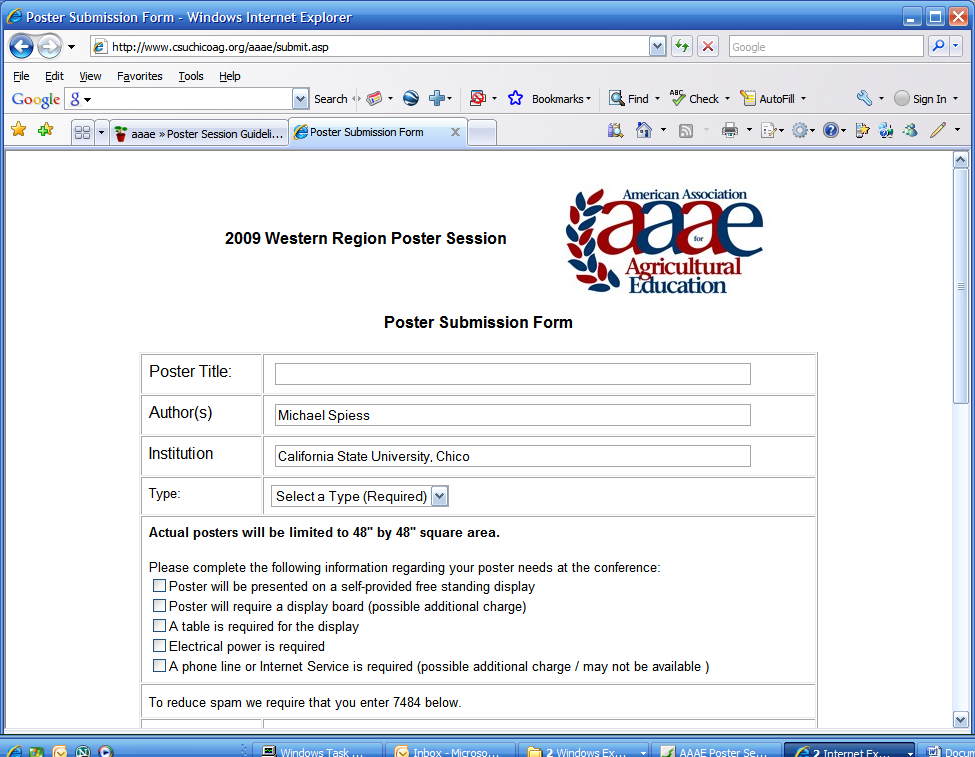 Poster Submission Form - Windows Internet Explorer
http://www.csuchicoag.org/aaae/submit.asp
Google
File Edit View Favorites Tools Help
Google
Search
Bookmarks
Find
ABC Check
AutoFill
Sign In
aaae » Poster Session Guideli...
Poster Submission Form
American Association
aaae
for
Agricultural
Education
2009 Western Region Poster Session
Poster Submission Form
Poster Title:
Author(s) Michael Spiess
Institution California State University, Chico
Type: Select a Type (Required)
Actual posters will be limited to 48" by 48" square area.
Please complete the following information regarding your poster needs at the conference:
Poster will be presented on a self-provided free standing display
Poster will require a display board (possible additional charge)
A table is required for the display
Electrical power is required
A phone line or Internet Service is required (possible additional charge / may not be available )
To reduce spam we require that you enter 7484 below.
Windows Task ...
Inbox - Microso...
2 Windows Ex...
AAAE Poster Se...
2 Internet Ex...
Docum